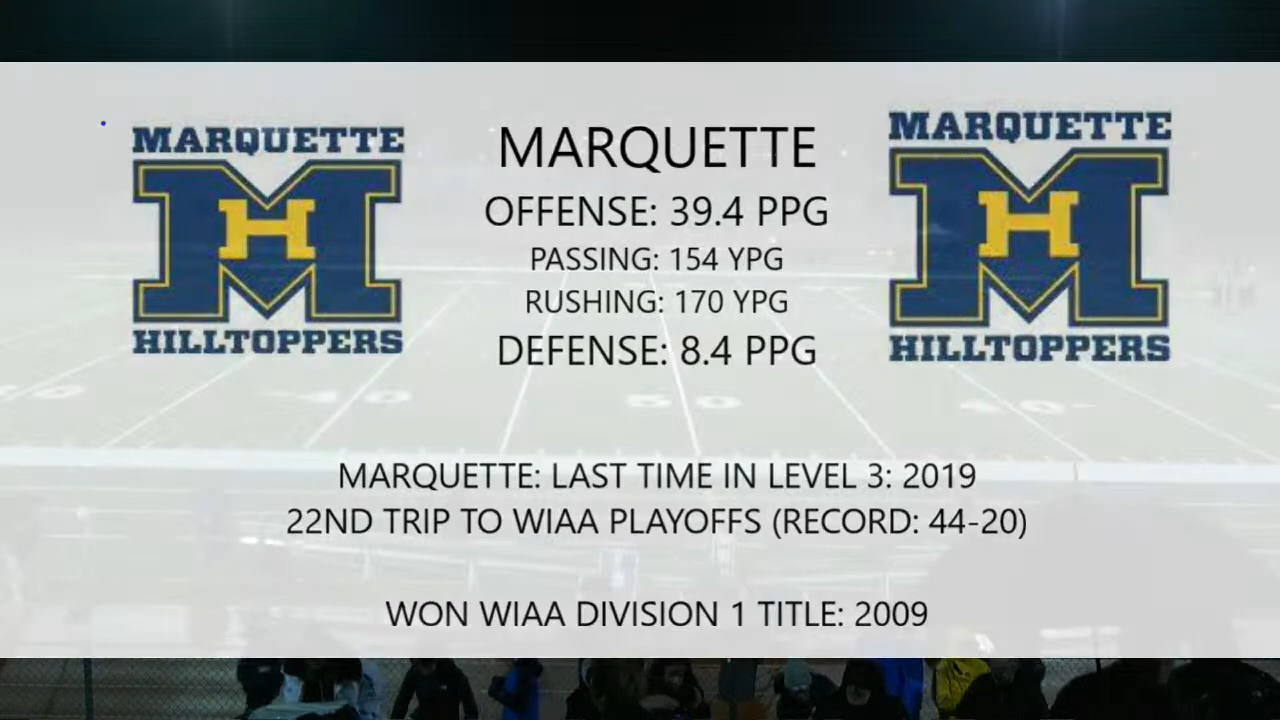 MARQUETTE
H
HILLTOPPERS
MARQUETTE
OFFENSE: 39.4 PPG
PASSING: 154 YPG
RUSHING: 170 YPG
DEFENSE: 8.4 PPG
MARQUETTE
H
HILLTOPPERS
50
40
MARQUETTE: LAST TIME IN LEVEL 3: 2019
22ND TRIP TO WIAA PLAYOFFS (RECORD: 44-20)
WON WIAA DIVISION 1 TITLE: 2009